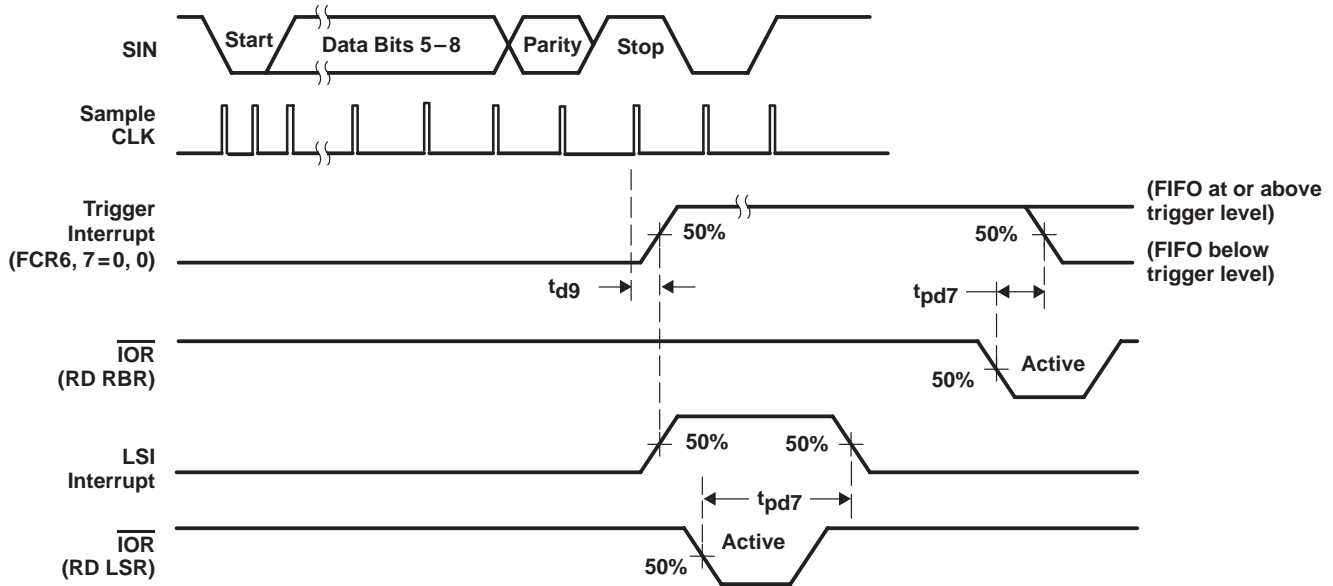 SIN
Start
Data Bits 5–8
Parity
Stop
Sample
CLK
Trigger
Interrupt
(FCR6, 7=0, 0)
50%
50%
(FIFO at or above
trigger level)
(FIFO below
trigger level)
td9
tpd7
IOR
(RD RBR)
50%
Active
LSI
Interrupt
50%
50%
tpd7
IOR
(RD LSR)
50%
Active